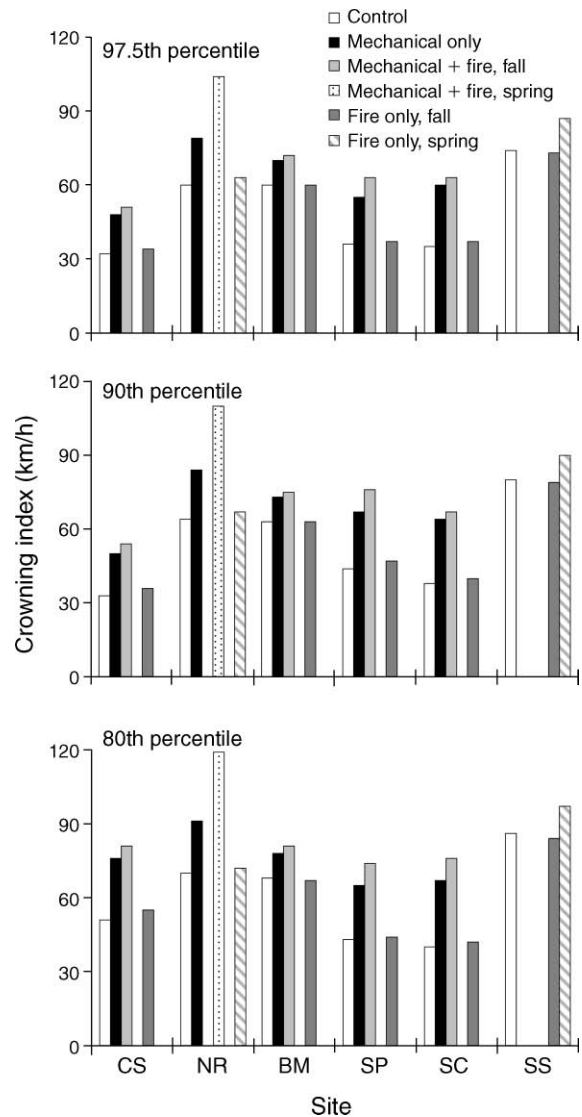 Control
Mechanical only
Mechanical + fire, fall
Mechanical + fire, spring
Fire only, fall
Fire only, spring
97.5th percentile
120
90
60
30
0
90th percentile
120
90
60
30
0
80th percentile
120
90
60
30
0
Crowning index (km/h)
CS NR BM SP SC SS
Site